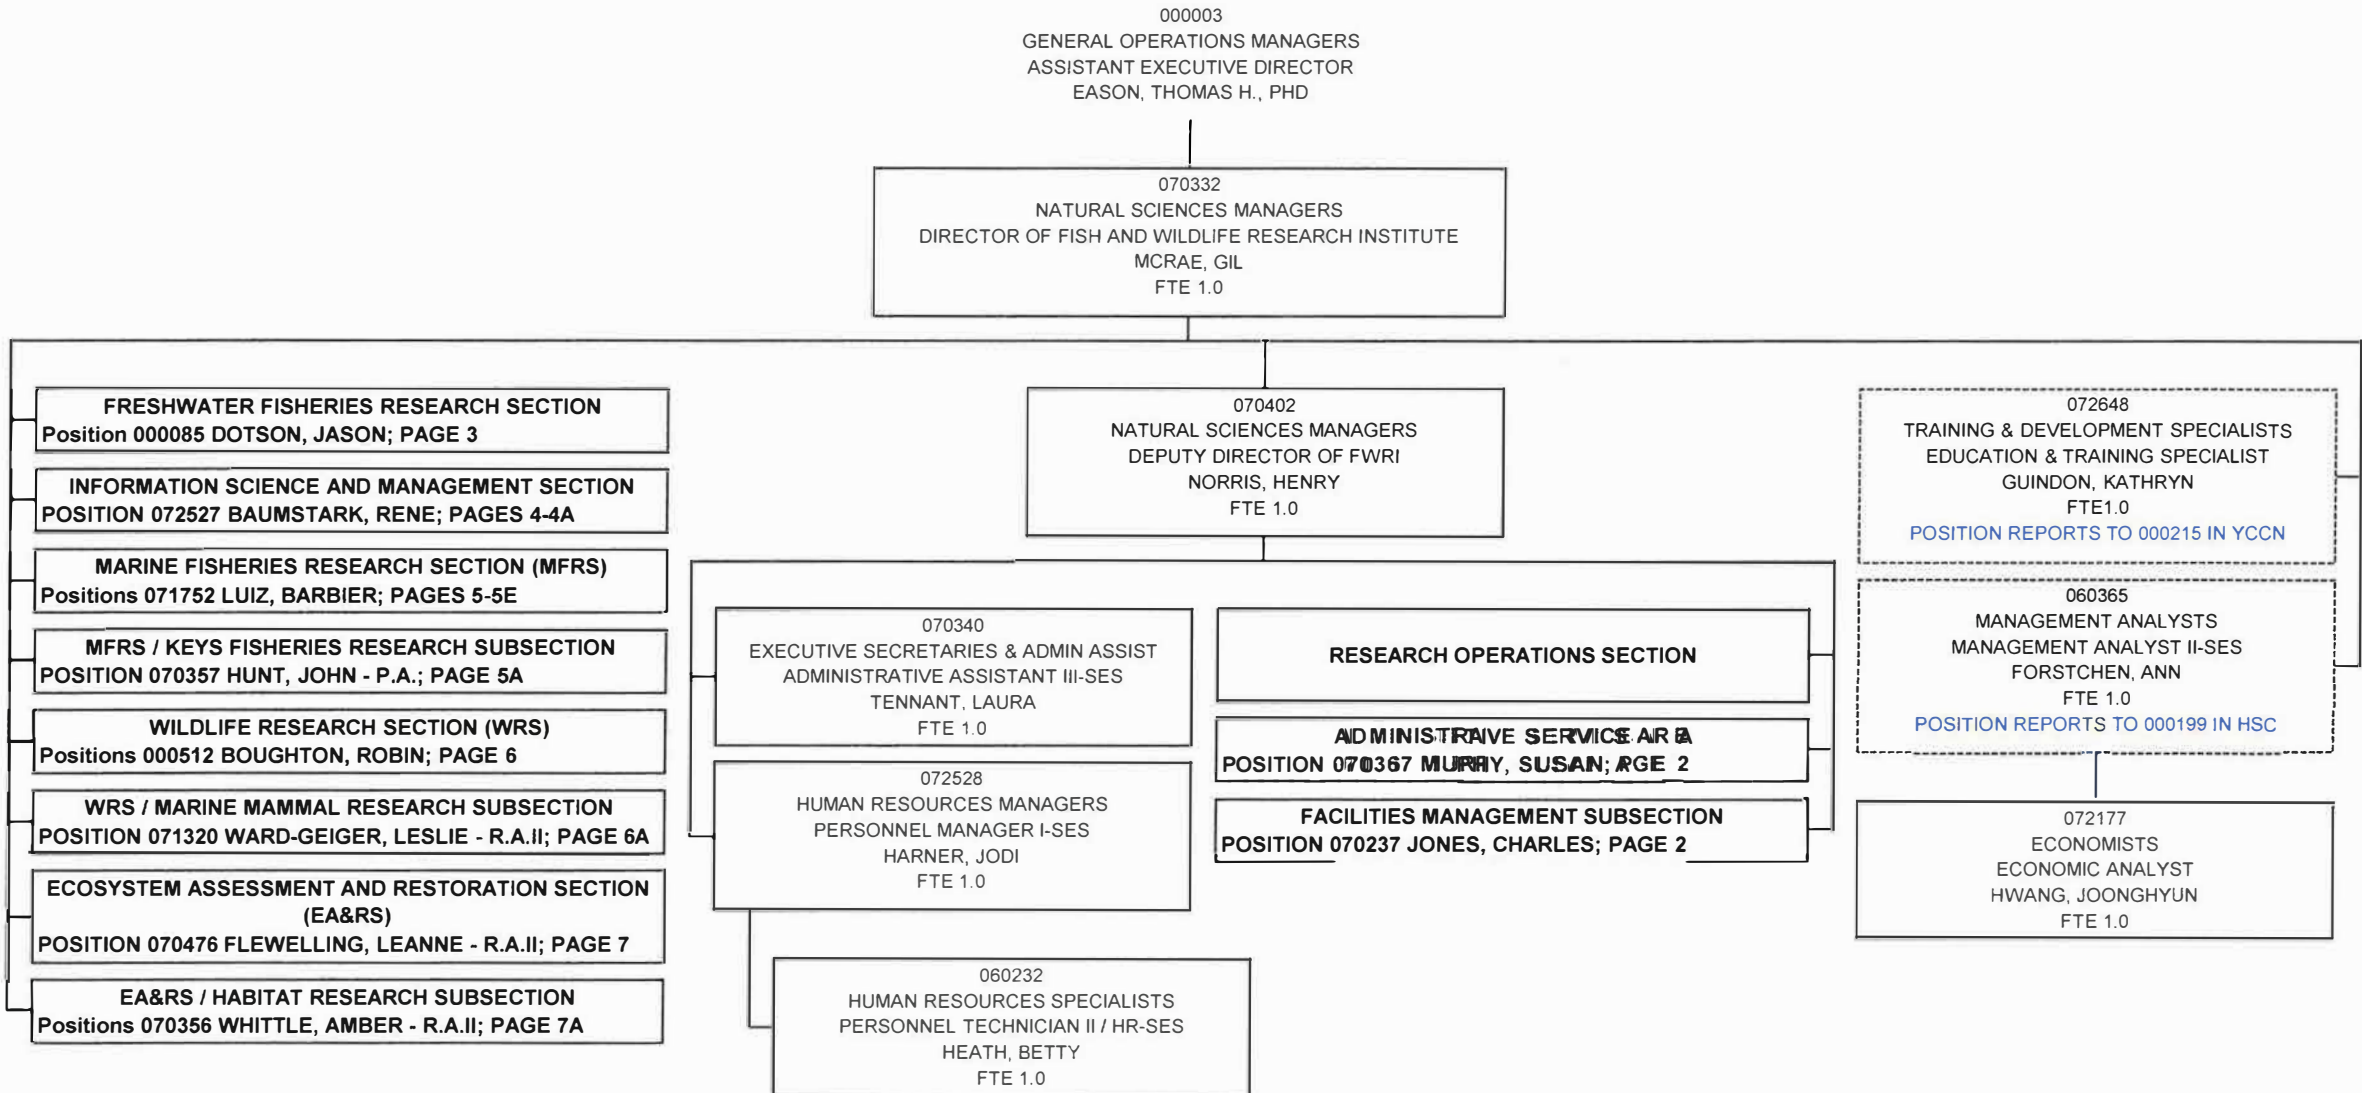 000003
GENERAL OPERATIONS MANAGERS
ASSISTANT EXECUTIVE DIRECTOR
EASON, THOMAS H., PHD
070332
NATURAL SCIENCES MANAGERS
DIRECTOR OF FISH AND WILDLIFE RESEARCH INSTITUTE
MCRAE, GIL
FTE 1.0
FRESHWATER FISHERIES RESEARCH SECTION
Position 000085 DOTSON, JASON; PAGE 3
INFORMATION SCIENCE AND MANAGEMENT SECTION
POSITION 072527 BAUMSTARK, RENE; PAGES 4-4A
MARINE FISHERIES RESEARCH SECTION (MFRS)
Positions 071752 LUIZ, BARBIER; PAGES 5-5E
MFRS / KEYS FISHERIES RESEARCH SUBSECTION
POSITION 070357 HUNT, JOHN - P.A.; PAGE 5A
WILDLIFE RESEARCH SECTION (WRS)
Positions 000512 BOUGHTON, ROBIN; PAGE 6
WRS / MARINE MAMMAL RESEARCH SUBSECTION
POSITION 071320 WARD-GEIGER, LESLIE - R.A.II; PAGE 6A
ECOSYSTEM ASSESSMENT AND RESTORATION SECTION
(EA&RS)
POSITION 070476 FLEWELLING, LEANNE - R.A.II; PAGE 7
EA&RS / HABITAT RESEARCH SUBSECTION
Positions 070356 WHITTLE, AMBER - R.A.II; PAGE 7A
070402
NATURAL SCIENCES MANAGERS
DEPUTY DIRECTOR OF FWRI
NORRIS, HENRY
FTE 1.0
070340
EXECUTIVE SECRETARIES & ADMIN ASSIST
ADMINISTRATIVE ASSISTANT III-SES
TENNANT, LAURA
FTE 1.0
072528
HUMAN RESOURCES MANAGERS
PERSONNEL MANAGER I-SES
HARNER, JODI
FTE 1.0
060232
HUMAN RESOURCES SPECIALISTS
PERSONNEL TECHNICIAN II / HR-SES
HEATH, BETTY
FTE 1.0
RESEARCH OPERATIONS SECTION
POSITION SUSAN; 2
FACILITIES MANAGEMENT SUBSECTION
POSITION 070237 JONES, CHARLES; PAGE 2
072648
TRAINING & DEVELOPMENT SPECIALISTS
EDUCATION & TRAINING SPECIALIST
GUINDON, KATHRYN
FTE1.0
POSITION REPORTS TO 000215 IN YCCN
060365
MANAGEMENT ANALYSTS
MANAGEMENT ANALYST II-SES
FORSTCHEN, ANN
FTE 1.0
POSITION REPORTS TO 000199 IN HSC
072177
ECONOMISTS
ECONOMIC ANALYST
HWANG, JOONGHYUN
FTE 1.0